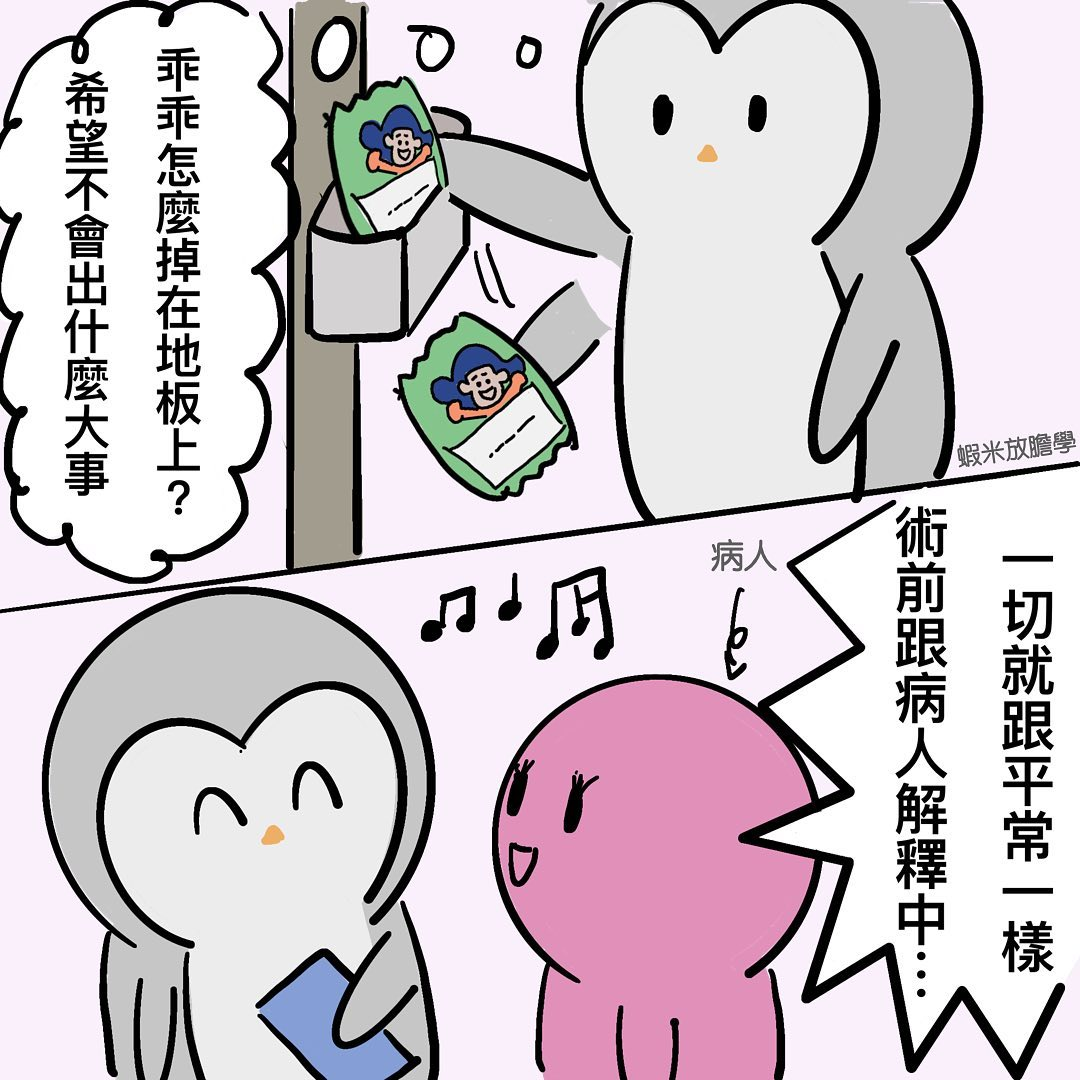 乖乖怎麼掉在地板上？
希望不會出什麼大事
蝦米放瞻學
一切就跟平常一樣
術前跟病人解釋中…
病人